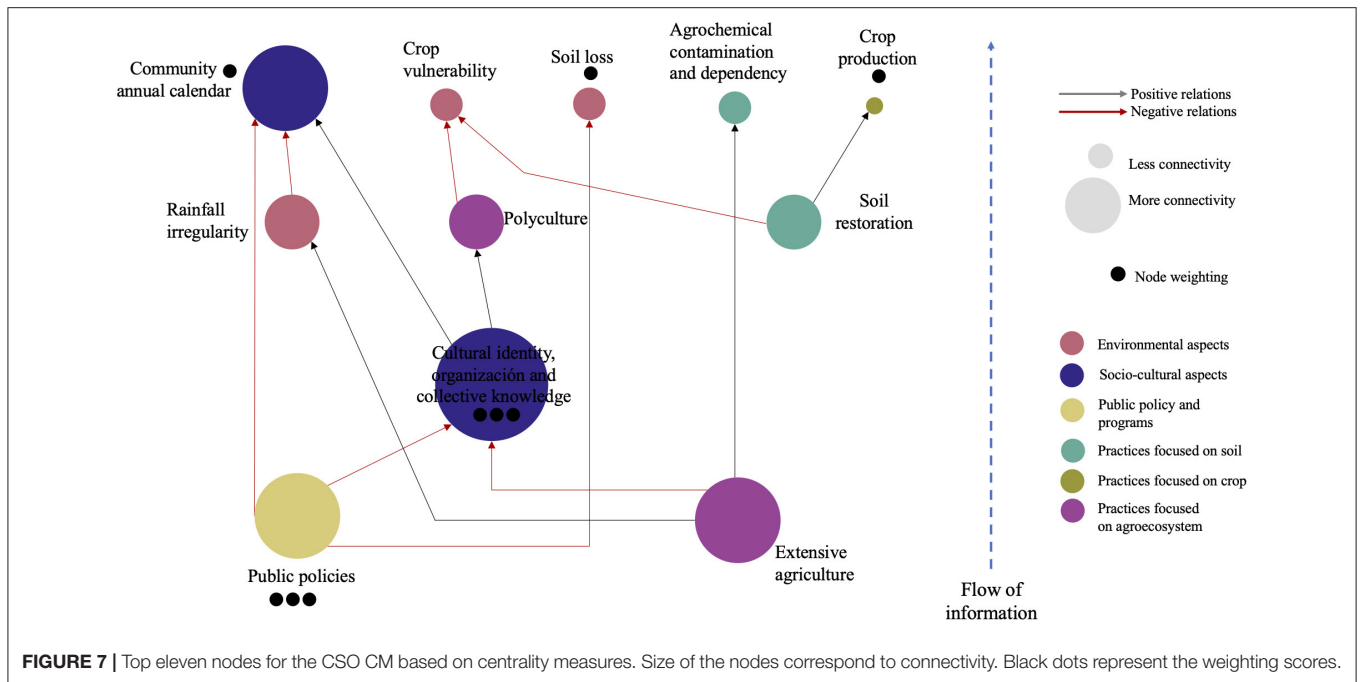 Community
annual calendar
Crop
vulnerability
Soil loss
Agrochemical
contamination
and dependency
Crop
production
Rainfall
irregularity
Polyculture
Soil
restoration
Cultural identity,
organización and
collective knowledge
Public policies
Extensive
agriculture
Flow of
information
Positive relations
Negative relations
Less connectivity
More connectivity
Node weighting
Environmental aspects
Socio-cultural aspects
Public policy and
programs
Practices focused on soil
Practices focused on crop
Practices focused
on agroecosystem
FIGURE 7 | Top eleven nodes for the CSO CM based on centrality measures. Size of the nodes correspond to connectivity. Black dots represent the weighting scores.